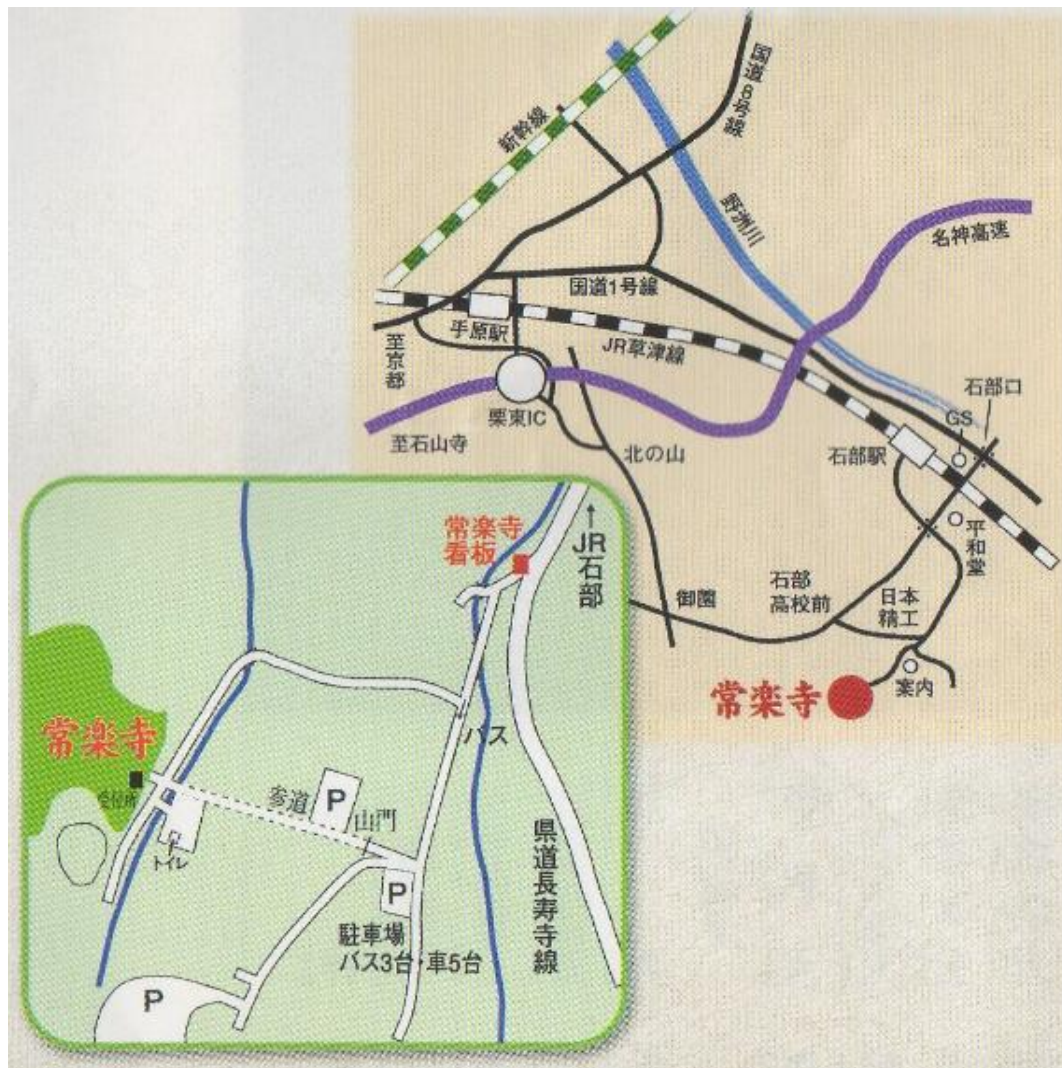 国道8号線
新幹線
野洲川
名神高速
国道1号線
手原駅
JR草津線
至京都
栗東IC
至石山寺
北の山
石部口
GS
石部駅
平和堂
石部
高校前
日本
精工
御園
案内
常楽寺
常楽寺
看板
↑JR石部
バス
常楽寺
受付所
参道
P
山門
トイレ
P
駐車場
バス3台・車5台
県道長寿寺線
P